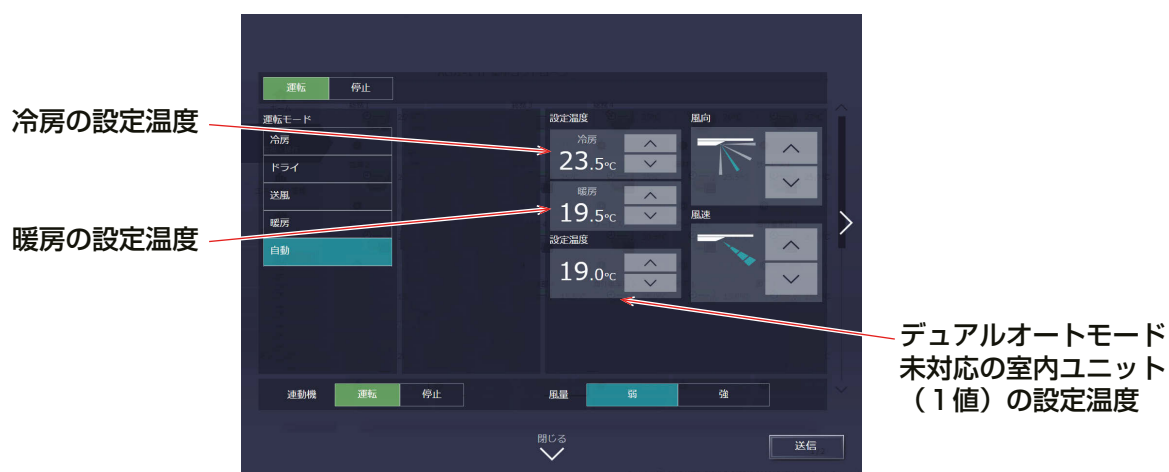 運転 停止
冷房の設定温度
運転モード
冷房
ドライ
送風
暖房
自動
暖房の設定温度
設定温度
冷房
23.5℃
暖房
19.5℃
設定温度
19.0℃
風向
風速
デュアルオートモード
未対応の室内ユニット
（１値）の設定温度
連動機 運転 停止
風量 弱 強
閉じる
送信